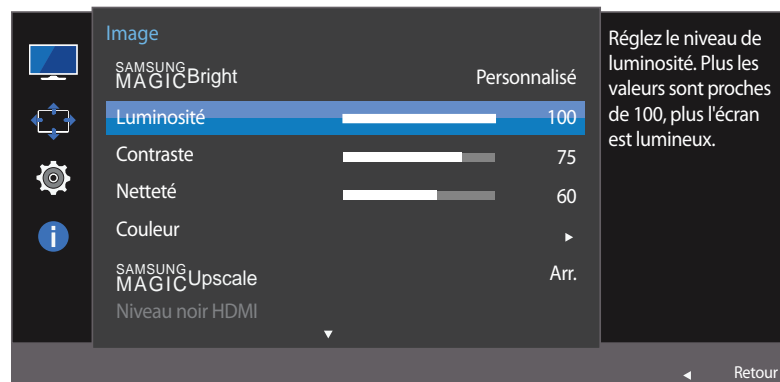 Image
SAMSUNG
MAGICBright Personnalisé
Luminosité 100
Contraste 75
Netteté 60
Couleur
SAMSUNG
MAGICUpscale Arr.
Niveau noir HDMI
Réglez le niveau de
luminosité. Plus les
valeurs sont proches
de 100, plus l'écran
est lumineux.
Retour